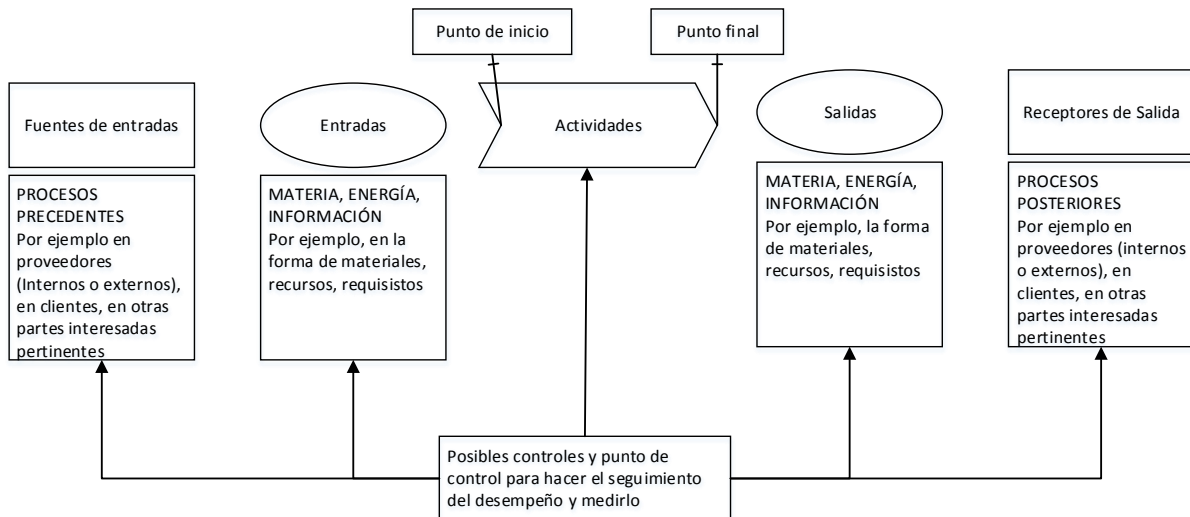 Punto de inicio
Punto final
Fuentes de entradas
Entradas
Actividades
Salidas
Receptores de Salida
PROCESOS
PRECEDENTES
Por ejemplo en
proveedores
(Internos o externos),
en clientes, en otras
partes interesadas
pertinentes
MATERIA, ENERGÍA,
INFORMACIÓN
Por ejemplo, en la
forma de materiales,
recursos, requisistos
MATERIA, ENERGÍA,
INFORMACIÓN
Por ejemplo, la forma
de materiales,
recursos, requisistos
PROCESOS
POSTERIORES
Por ejemplo en
proveedores (internos
o externos), en
clientes, en otras
partes interesadas
pertinentes
Posibles controles y punto de
control para hacer el seguimiento
del desempeño y medirlo